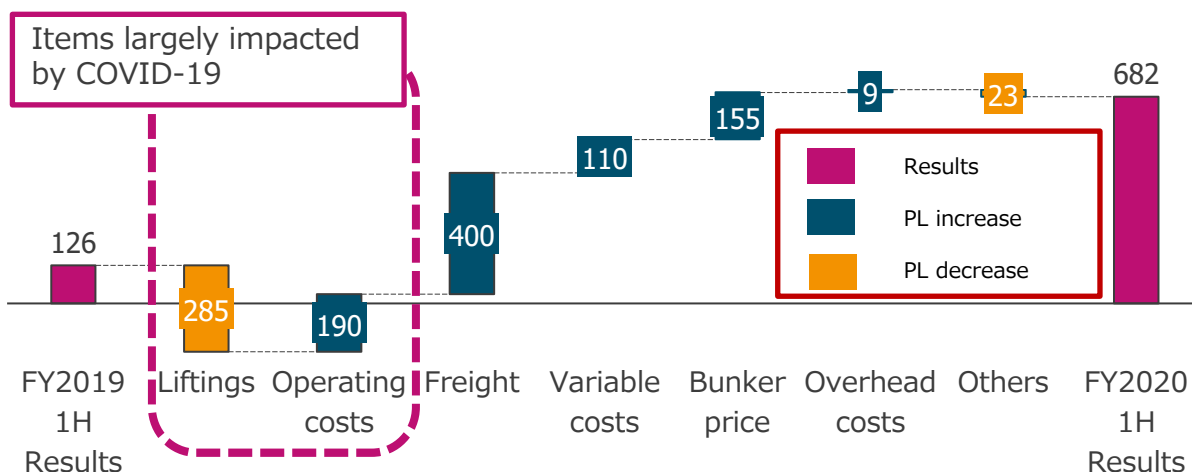 Items largely impacted
by COVID-19
126
285
190
400
110
155
9
23
682
Results
PL increase
PL decrease
FY2019
1H
Results
Liftings
Operating
costs
Freight
Variable
costs
Bunker
price
Overhead
costs
Others
FY2020
1H
Results